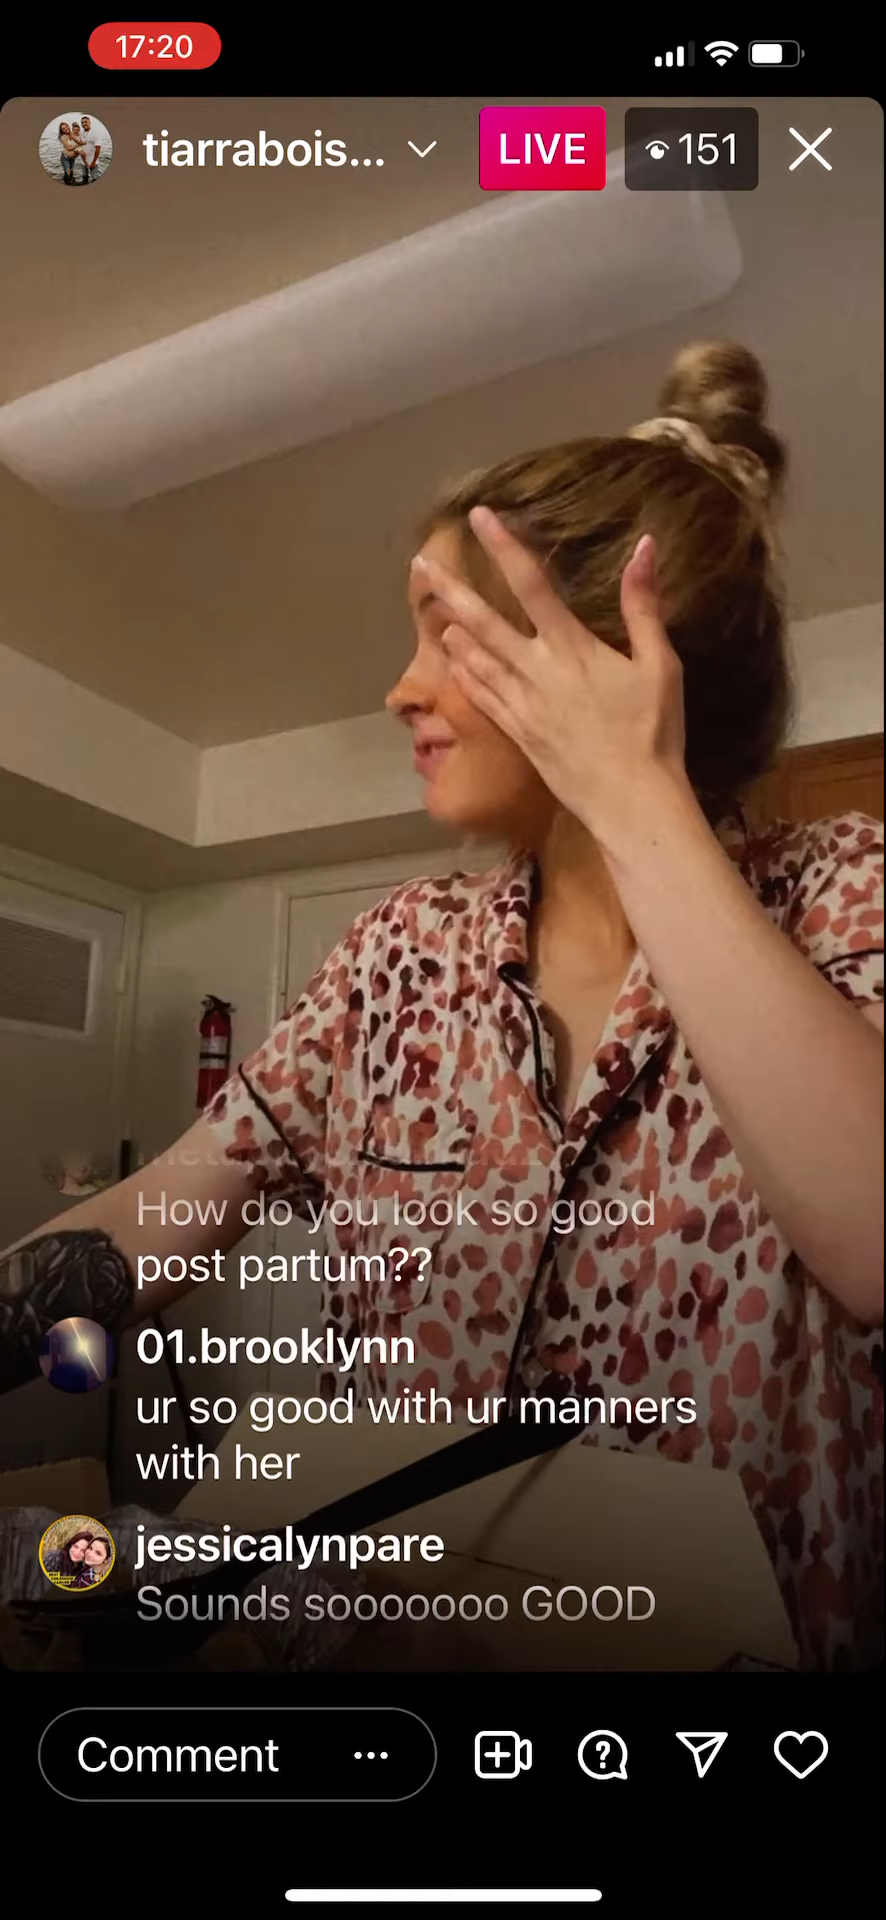 17:20
tiarrabois...
LIVE
151
How do you look so good
post partum??
01.brooklynn
ur so good with ur manners
with her
jessicalynpare
Sounds sooooooo GOOD
Comment